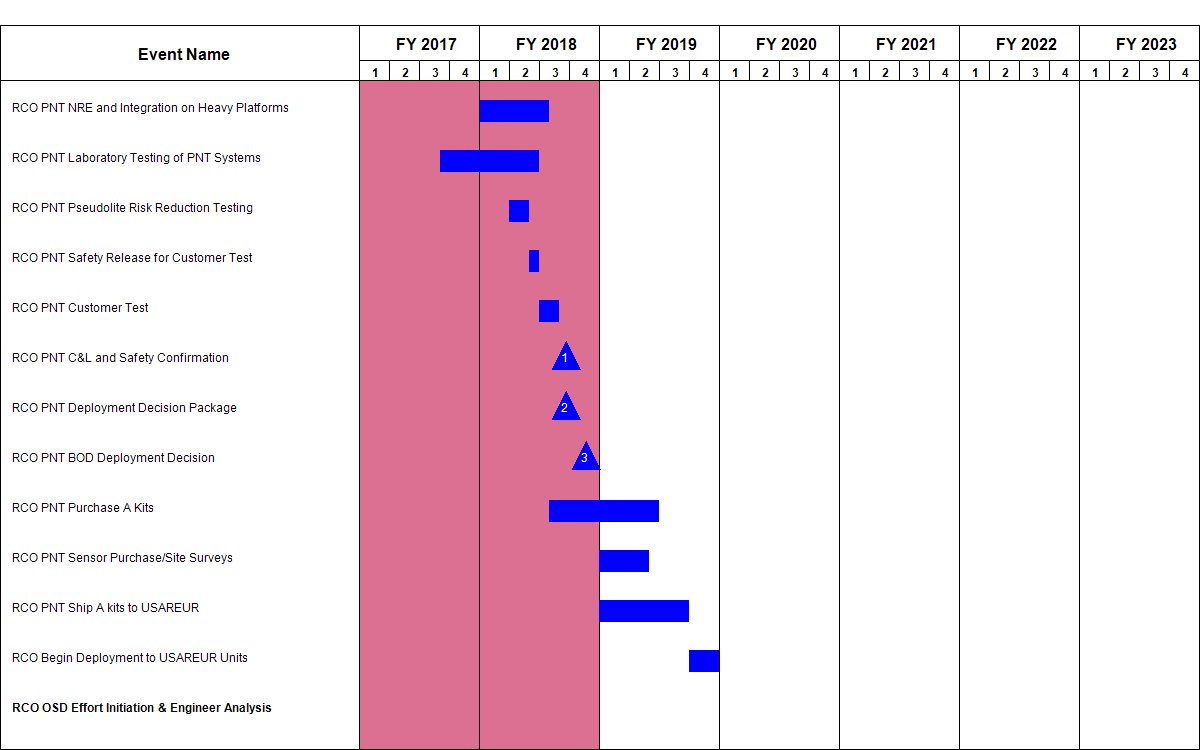 Event Name
FY 2017 FY 2018 FY 2019 FY 2020 FY 2021 FY 2022 FY 2023
1 2 3 4 1 2 3 4 1 2 3 4 1 2 3 4 1 2 3 4 1 2 3 4 1 2 3 4
RCO PNT NRE and Integration on Heavy Platforms
RCO PNT Laboratory Testing of PNT Systems
RCO PNT Pseudolite Risk Reduction Testing
RCO PNT Safety Release for Customer Test
RCO PNT Customer Test
RCO PNT C&L and Safety Confirmation 1
RCO PNT Deployment Decision Package 2
RCO PNT BOD Deployment Decision 3
RCO PNT Purchase A Kits
RCO PNT Sensor Purchase/Site Surveys
RCO PNT Ship A kits to USAREUR
RCO Begin Deployment to USAREUR Units
RCO OSD Effort Initiation & Engineer Analysis